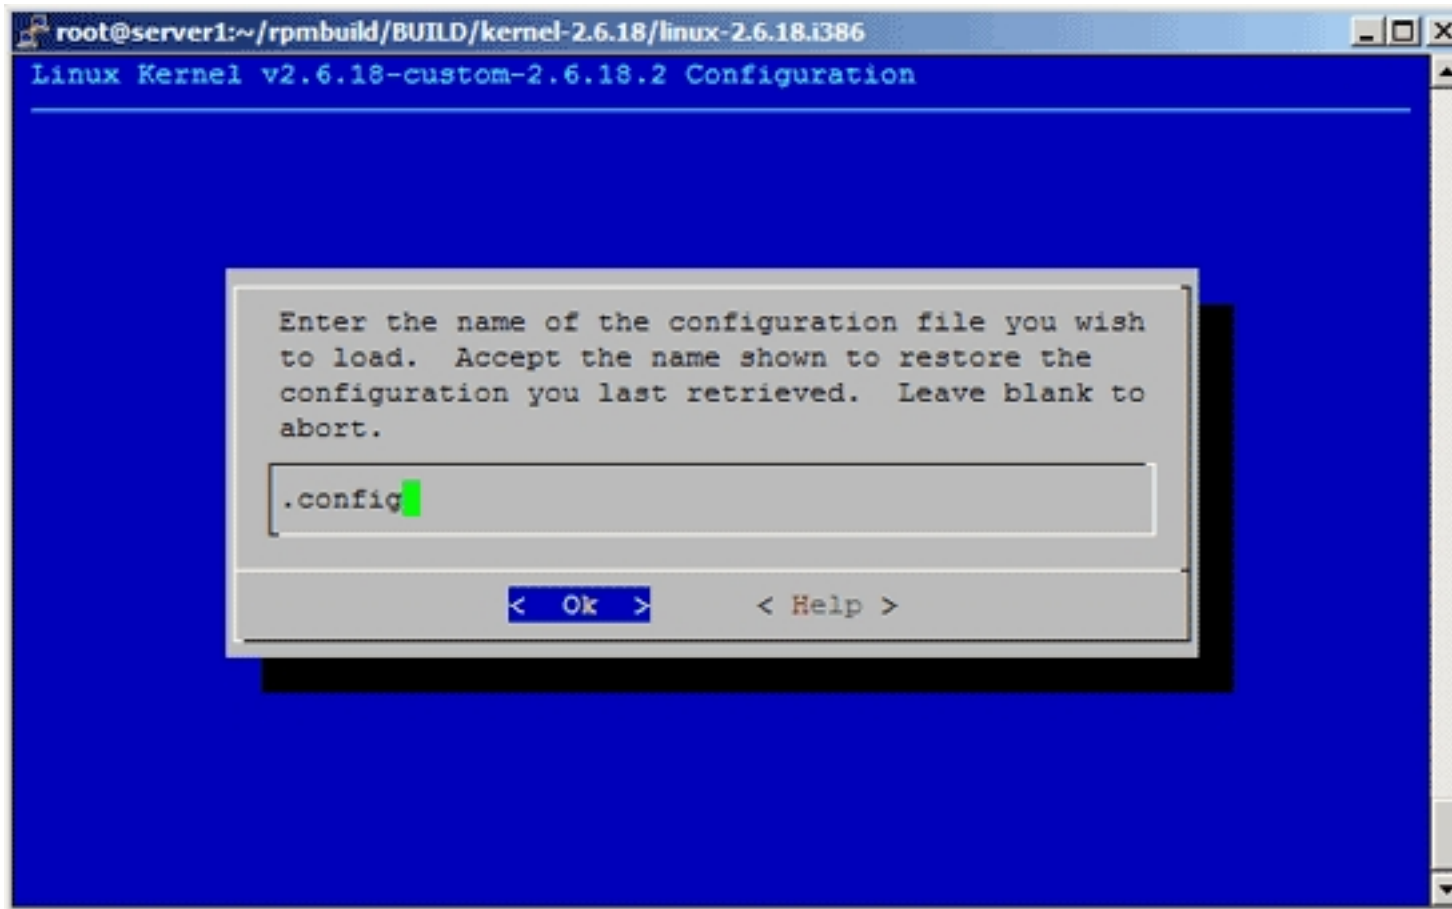 root@server1:~/rpmbuild/BUILD/kernel-2.6.18/linux-2.6.18.i386
Linux Kernel v2.6.18-custom-2.6.18.2 Configuration
Enter the name of the configuration file you wish
to load.  Accept the name shown to restore the
configuration you last retrieved.  Leave blank to
abort.
.config
<  Ok  > < Help >